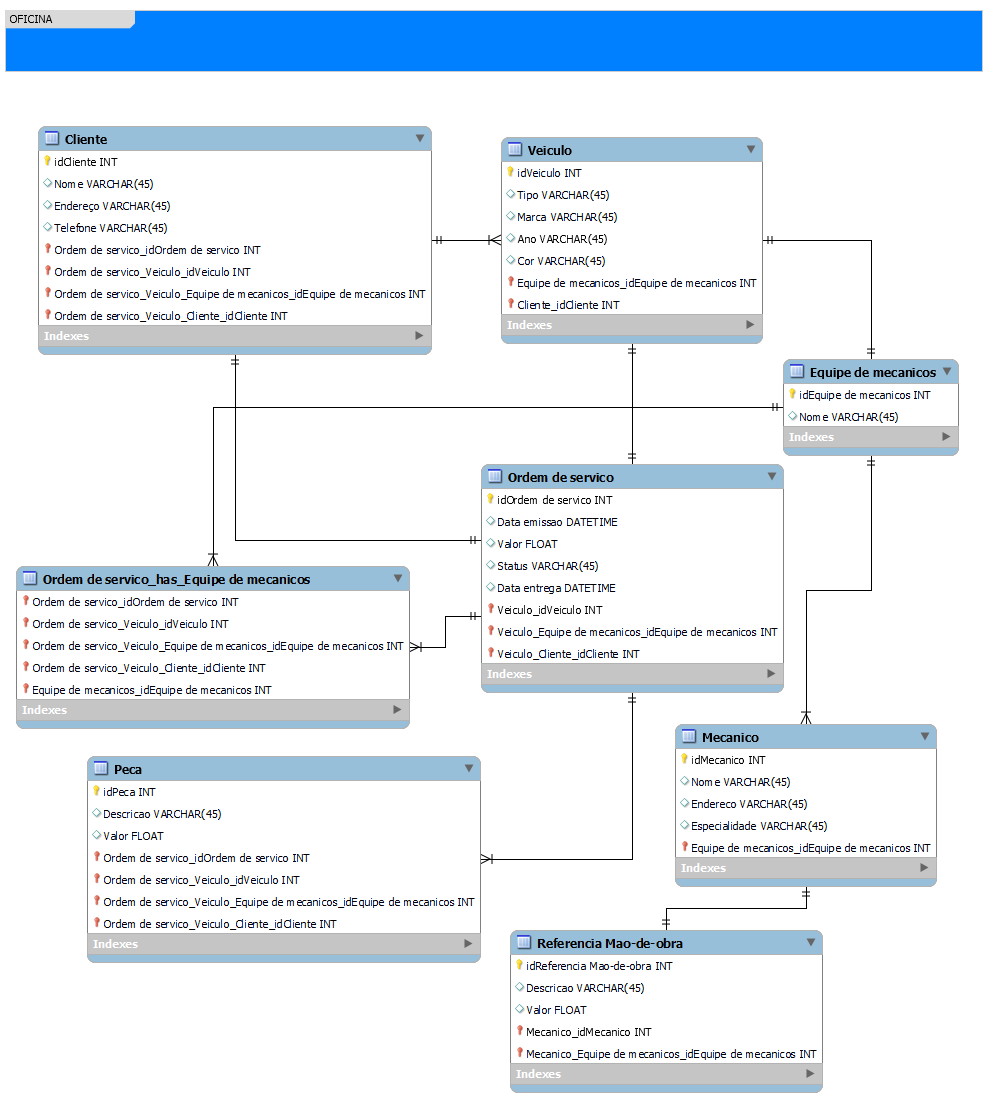 OFICINA
Cliente
idCliente INT
Nome VARCHAR(45)
Endereço VARCHAR(45)
Telefone VARCHAR(45)
Ordem de servico_idOrdem de servico INT
Ordem de servico_Veiculo_idVeiculo INT
Ordem de servico_Veiculo_Equipe de mecanicos_idEquipe de mecanicos INT
Ordem de servico_Veiculo_Cliente_idCliente INT
Indexes
Veiculo
idVeiculo INT
Tipo VARCHAR(45)
Marca VARCHAR(45)
Ano VARCHAR(45)
Cor VARCHAR(45)
Equipe de mecanicos_idEquipe de mecanicos INT
Cliente_idCliente INT
Indexes
Equipe de mecanicos
idEquipe de mecanicos INT
Nome VARCHAR(45)
Indexes
Ordem de servico
idOrdem de servico INT
Data emissao DATETIME
Valor FLOAT
Status VARCHAR(45)
Data entrega DATETIME
Veiculo_idVeiculo INT
Veiculo_Equipe de mecanicos_idEquipe de mecanicos INT
Veiculo_Cliente_idCliente INT
Indexes
Ordem de servico_has_Equipe de mecanicos
Ordem de servico_idOrdem de servico INT
Ordem de servico_Veiculo_idVeiculo INT
Ordem de servico_Veiculo_Equipe de mecanicos_idEquipe de mecanicos INT
Ordem de servico_Veiculo_Cliente_idCliente INT
Equipe de mecanicos_idEquipe de mecanicos INT
Indexes
Mecanico
idMecanico INT
Nome VARCHAR(45)
Endereco VARCHAR(45)
Especialidade VARCHAR(45)
Equipe de mecanicos_idEquipe de mecanicos INT
Indexes
Peca
idPeca INT
Descricao VARCHAR(45)
Valor FLOAT
Ordem de servico_idOrdem de servico INT
Ordem de servico_Veiculo_idVeiculo INT
Ordem de servico_Veiculo_Equipe de mecanicos_idEquipe de mecanicos INT
Ordem de servico_Veiculo_Cliente_idCliente INT
Indexes
Referencia Mao-de-obra
idReferencia Mao-de-obra INT
Descricao VARCHAR(45)
Valor FLOAT
Mecanico_idMecanico INT
Mecanico_Equipe de mecanicos_idEquipe de mecanicos INT
Indexes